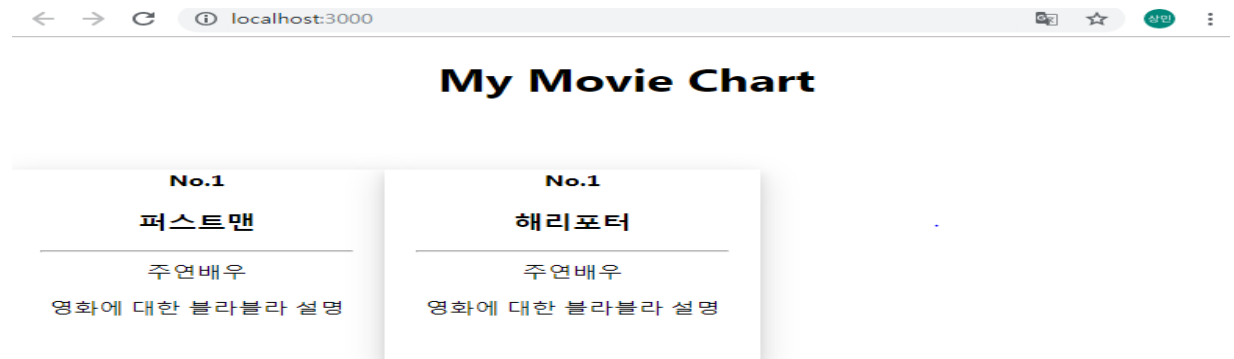 localhost:3000
상민
My Movie Chart
No.1
퍼스트맨
주연배우
영화에 대한 블라블라 설명
No.1
해리포터
주연배우
영화에 대한 블라블라 설명